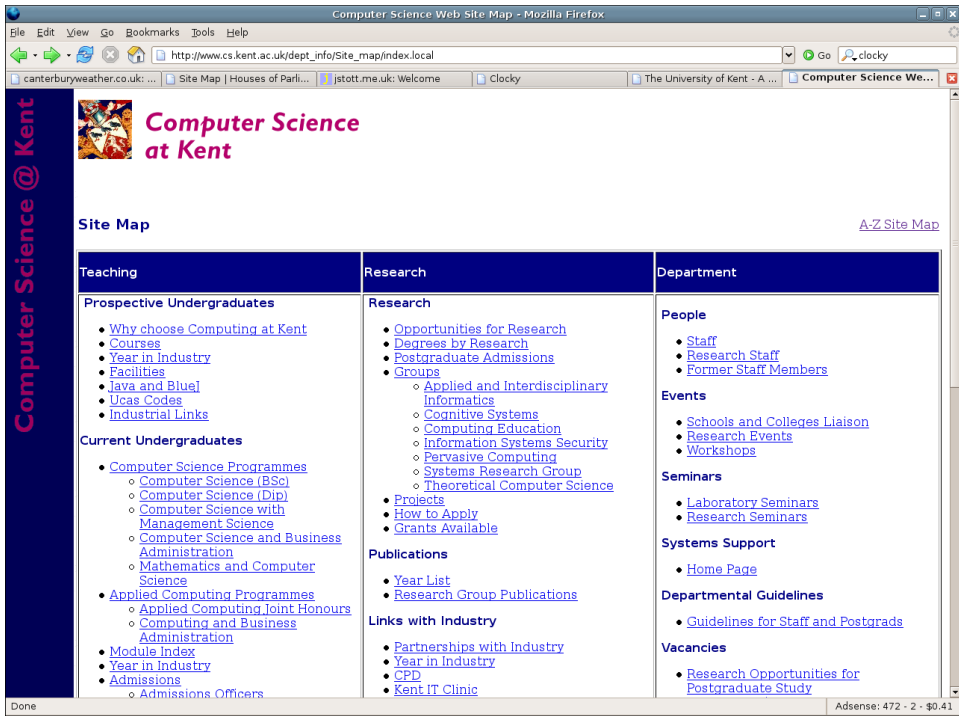 Computer Science Web Site Map - Mozilla Firefox
File Edit View Go Bookmarks Tools Help
http://www.cs.kent.ac.uk/dept_info/Site_map/index.local
Go
clocky
canterburyweather.co.uk: ...
Site Map | Houses of Parli...
jstott.me.uk: Welcome
Clocky
The University of Kent - A ...
Computer Science We...
Computer Science @ Kent
Computer Science
at Kent
Site Map
A-Z Site Map
Teaching
Prospective Undergraduates
Why choose Computing at Kent
Courses
Year in Industry
Facilities
Java and BlueJ
Ucas Codes
Industrial Links
Current Undergraduates
Computer Science Programmes
Computer Science (BSc)
Computer Science (Dip)
Computer Science with
Management Science
Computer Science and Business
Administration
Mathematics and Computer
Science
Applied Computing Programmes
Applied Computing Joint Honours
Computing and Business
Administration
Module Index
Year in Industry
Admissions
Admissions Officers
Research
Research
Opportunities for Research
Degrees by Research
Postgraduate Admissions
Groups
Applied and Interdisciplinary
Informatics
Cognitive Systems
Computing Education
Information Systems Security
Pervasive Computing
Systems Research Group
Theoretical Computer Science
Projects
How to Apply
Grants Available
Publications
Year List
Research Group Publications
Links with Industry
Partnerships with Industry
Year in Industry
CPD
Kent IT Clinic
Department
People
Staff
Research Staff
Former Staff Members
Events
Schools and Colleges Liaison
Research Events
Workshops
Seminars
Laboratory Seminars
Research Seminars
Systems Support
Home Page
Departmental Guidelines
Guidelines for Staff and Postgrads
Vacancies
Research Opportunities for
Postgraduate Study
Done
Adsense: 472 - 2 - $0.41